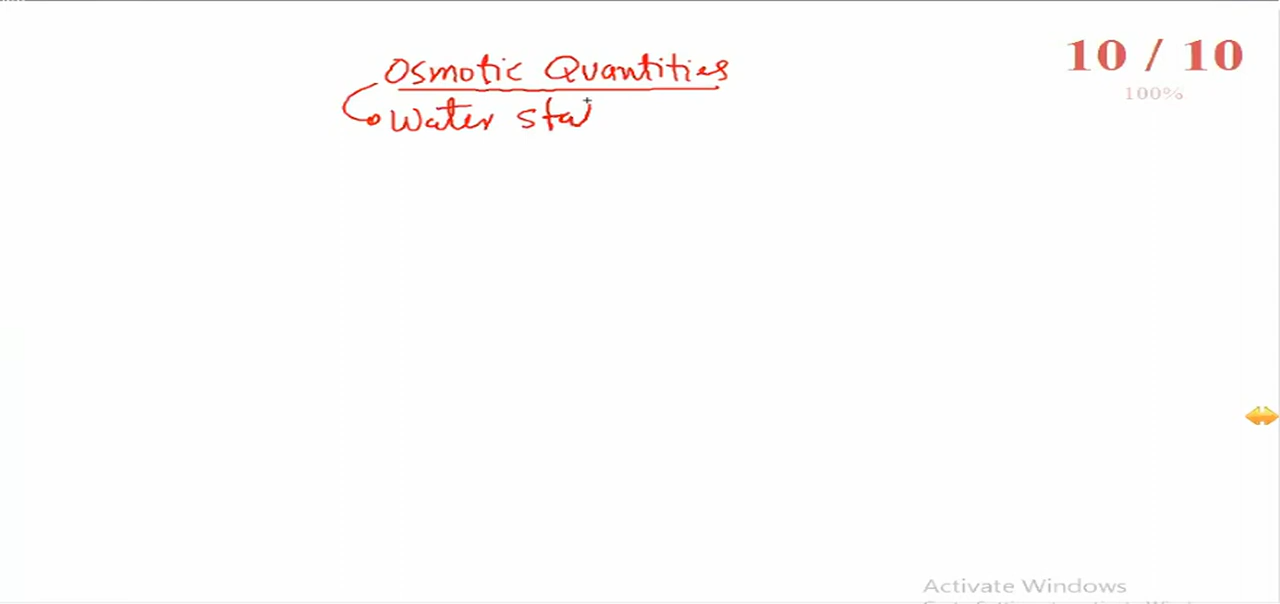 Osmotic Quantities
10 / 10
100%
Water sta
Activate Windows